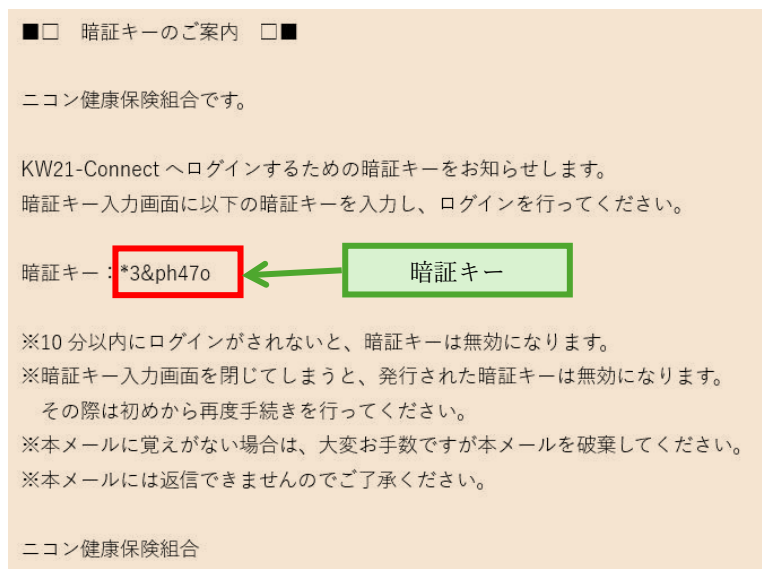 ■□　暗証キーのご案内　□■
ニコン健康保険組合です。
KW21-Connect へログインするための暗証キーをお知らせします。
暗証キー入力画面に以下の暗証キーを入力し、ログインを行ってください。
暗証キー：*3&ph47o
暗証キー
※10 分以内にログインがされないと、暗証キーは無効になります。
※暗証キー入力画面を閉じてしまうと、発行された暗証キーは無効になります。
その際は初めから再度手続きを行ってください。
※本メールに覚えがない場合は、大変お手数ですが本メールを破棄してください。
※本メールには返信できませんのでご了承ください。
ニコン健康保険組合